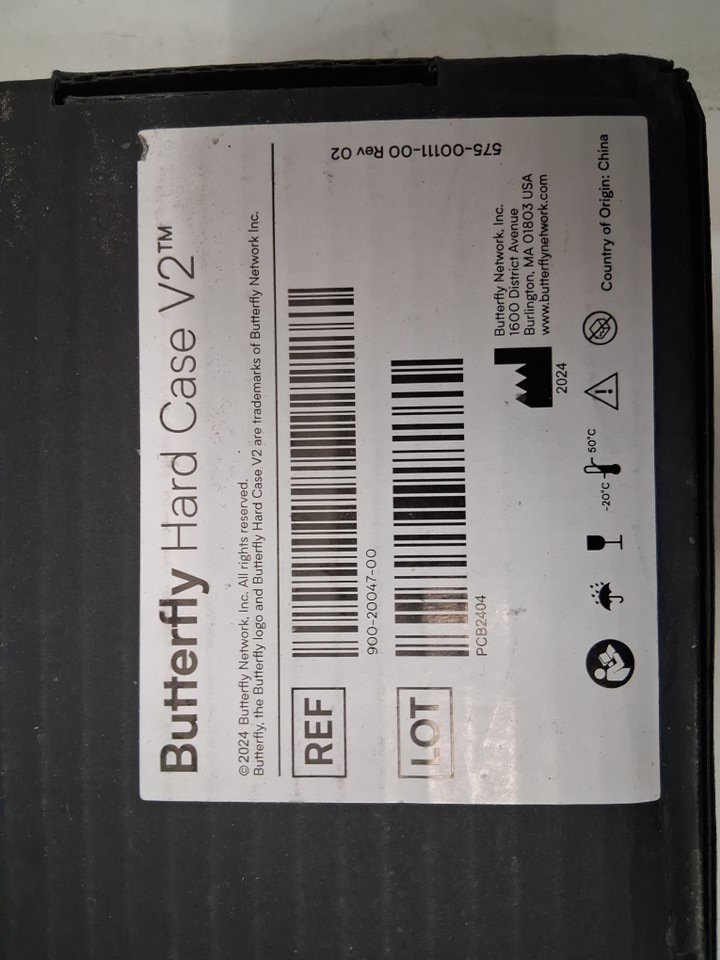 Butterfly Hard Case V2™
©2024 Butterfly Network, Inc. All rights reserved.
Butterfly, the Butterfly logo and Butterfly Hard Case V2 are trademarks of Butterfly Network Inc.
REF
900-20047-00
LOT
PCB2404
575-00111-00 Rev 02
2024
Butterfly Network, Inc.
1600 District Avenue
Burlington, MA 01803 USA
www.butterflynetwork.com
-20°C
50°C
Country of Origin: China